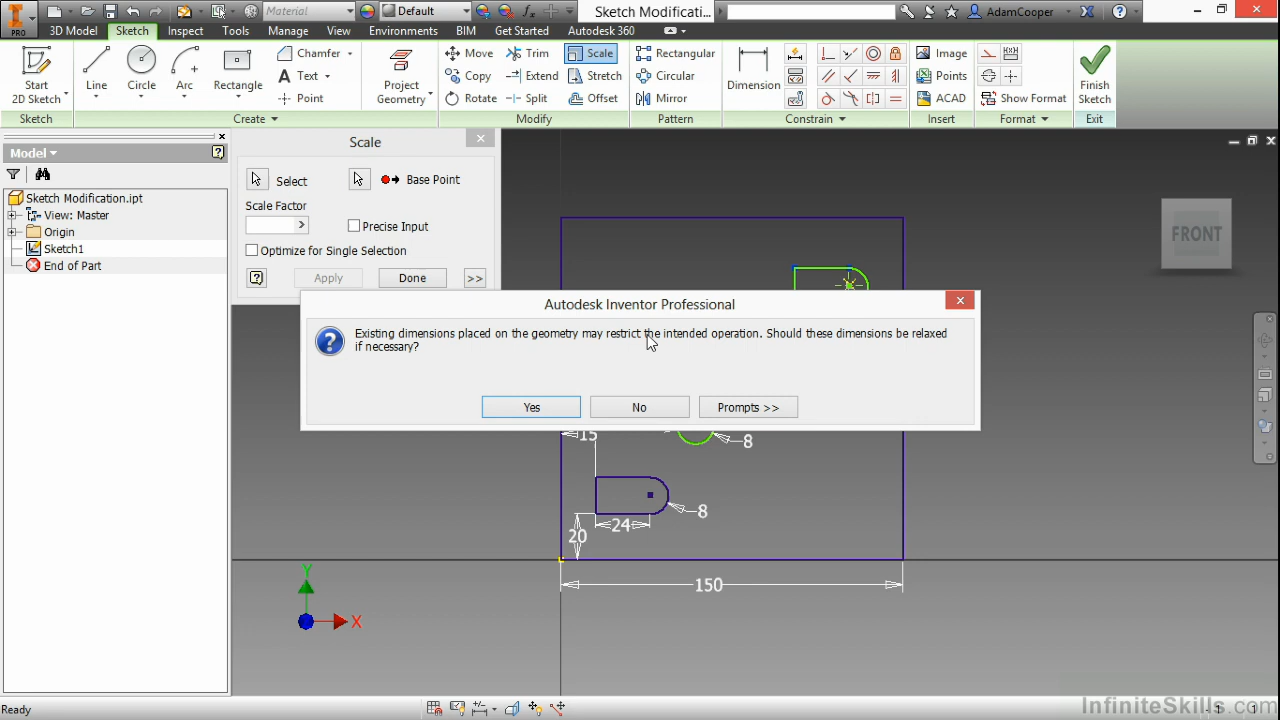 PRO
Material
Default
Sketch Modificati...
AdamCooper
3D Model Sketch Inspect Tools Manage View Environments BIM Get Started Autodesk 360
Start
2D Sketch
Line
Circle
Arc
Rectangle
Chamfer
Text
Point
Project
Geometry
Move Trim Scale
Copy Extend Stretch
Rotate Split Offset
Rectangular
Circular
Mirror
Dimension
Image
Points
ACAD
Show Format
Finish
Sketch
Sketch Create Modify Pattern Constrain Insert Format Exit
Model
Sketch Modification.ipt
View: Master
Origin
Sketch1
End of Part
Scale
Select Base Point
Scale Factor
Precise Input
Optimize for Single Selection
Apply Done >>
FRONT
Autodesk Inventor Professional
Existing dimensions placed on the geometry may restrict the intended operation. Should these dimensions be relaxed
if necessary?
Yes No Prompts >>
15
8
8
24
20
150
Y
X
Ready
1 1
InfiniteSkills.com